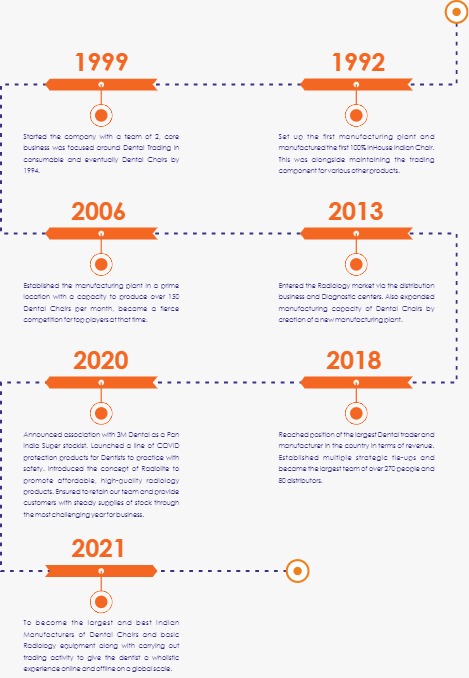 1999
Started the company with a team of 2, core
business was focused around Dental Trading in
consumable and eventually Dental Chairs by
1994.
1992
Set up the first manufacturing plant and
manufactured the first 100% InHouse Indian Chair.
This was alongside maintaining the trading
component for various other products.
2006
Established the manufacturing plant in a prime
location with a capacity to produce over 150
Dental Chairs per month, became a fierce
competition for top players at that time.
2013
Entered the Radiology market via the distribution
business and Diagnostic centers. Also expanded
manufacturing capacity of Dental Chairs by
creation of a new manufacturing plant.
2020
Announced association with 3M Dental as a Pan
India Super stockist. Launched a line of COVID
protection products for Dentists to practice with
safety. Introduced the concept of Radiolite to
promote affordable, high-quality radiology
products. Ensured to retain our team and provide
customers with steady supplies of stock through
the most challenging year for business.
2018
Reached position of the largest Dental trader and
manufacturer in the country in terms of revenue.
Established multiple strategic tie-ups and
became the largest team of over 270 people and
80 distributors.
2021
To become the largest and best Indian
Manufacturers of Dental Chairs and basic
Radiology equipment along with carrying out
trading activity to give the dentist a wholistic
experience online and offline on a global scale.